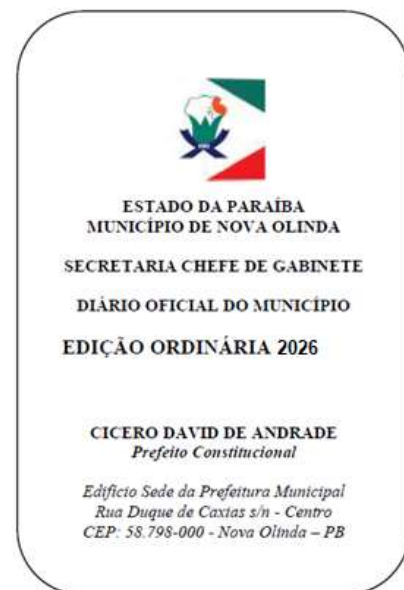 ESTADO DA PARAÍBA
MUNICÍPIO DE NOVA OLINDA
SECRETARIA CHEFE DE GABINETE
DIÁRIO OFICIAL DO MUNICÍPIO
EDIÇÃO ORDINÁRIA 2026
CICERO DAVID DE ANDRADE
Prefeito Constitucional
Edifício Sede da Prefeitura Municipal
Rua Duque de Caxias s/n - Centro
CEP: 58.798-000 - Nova Olinda – PB